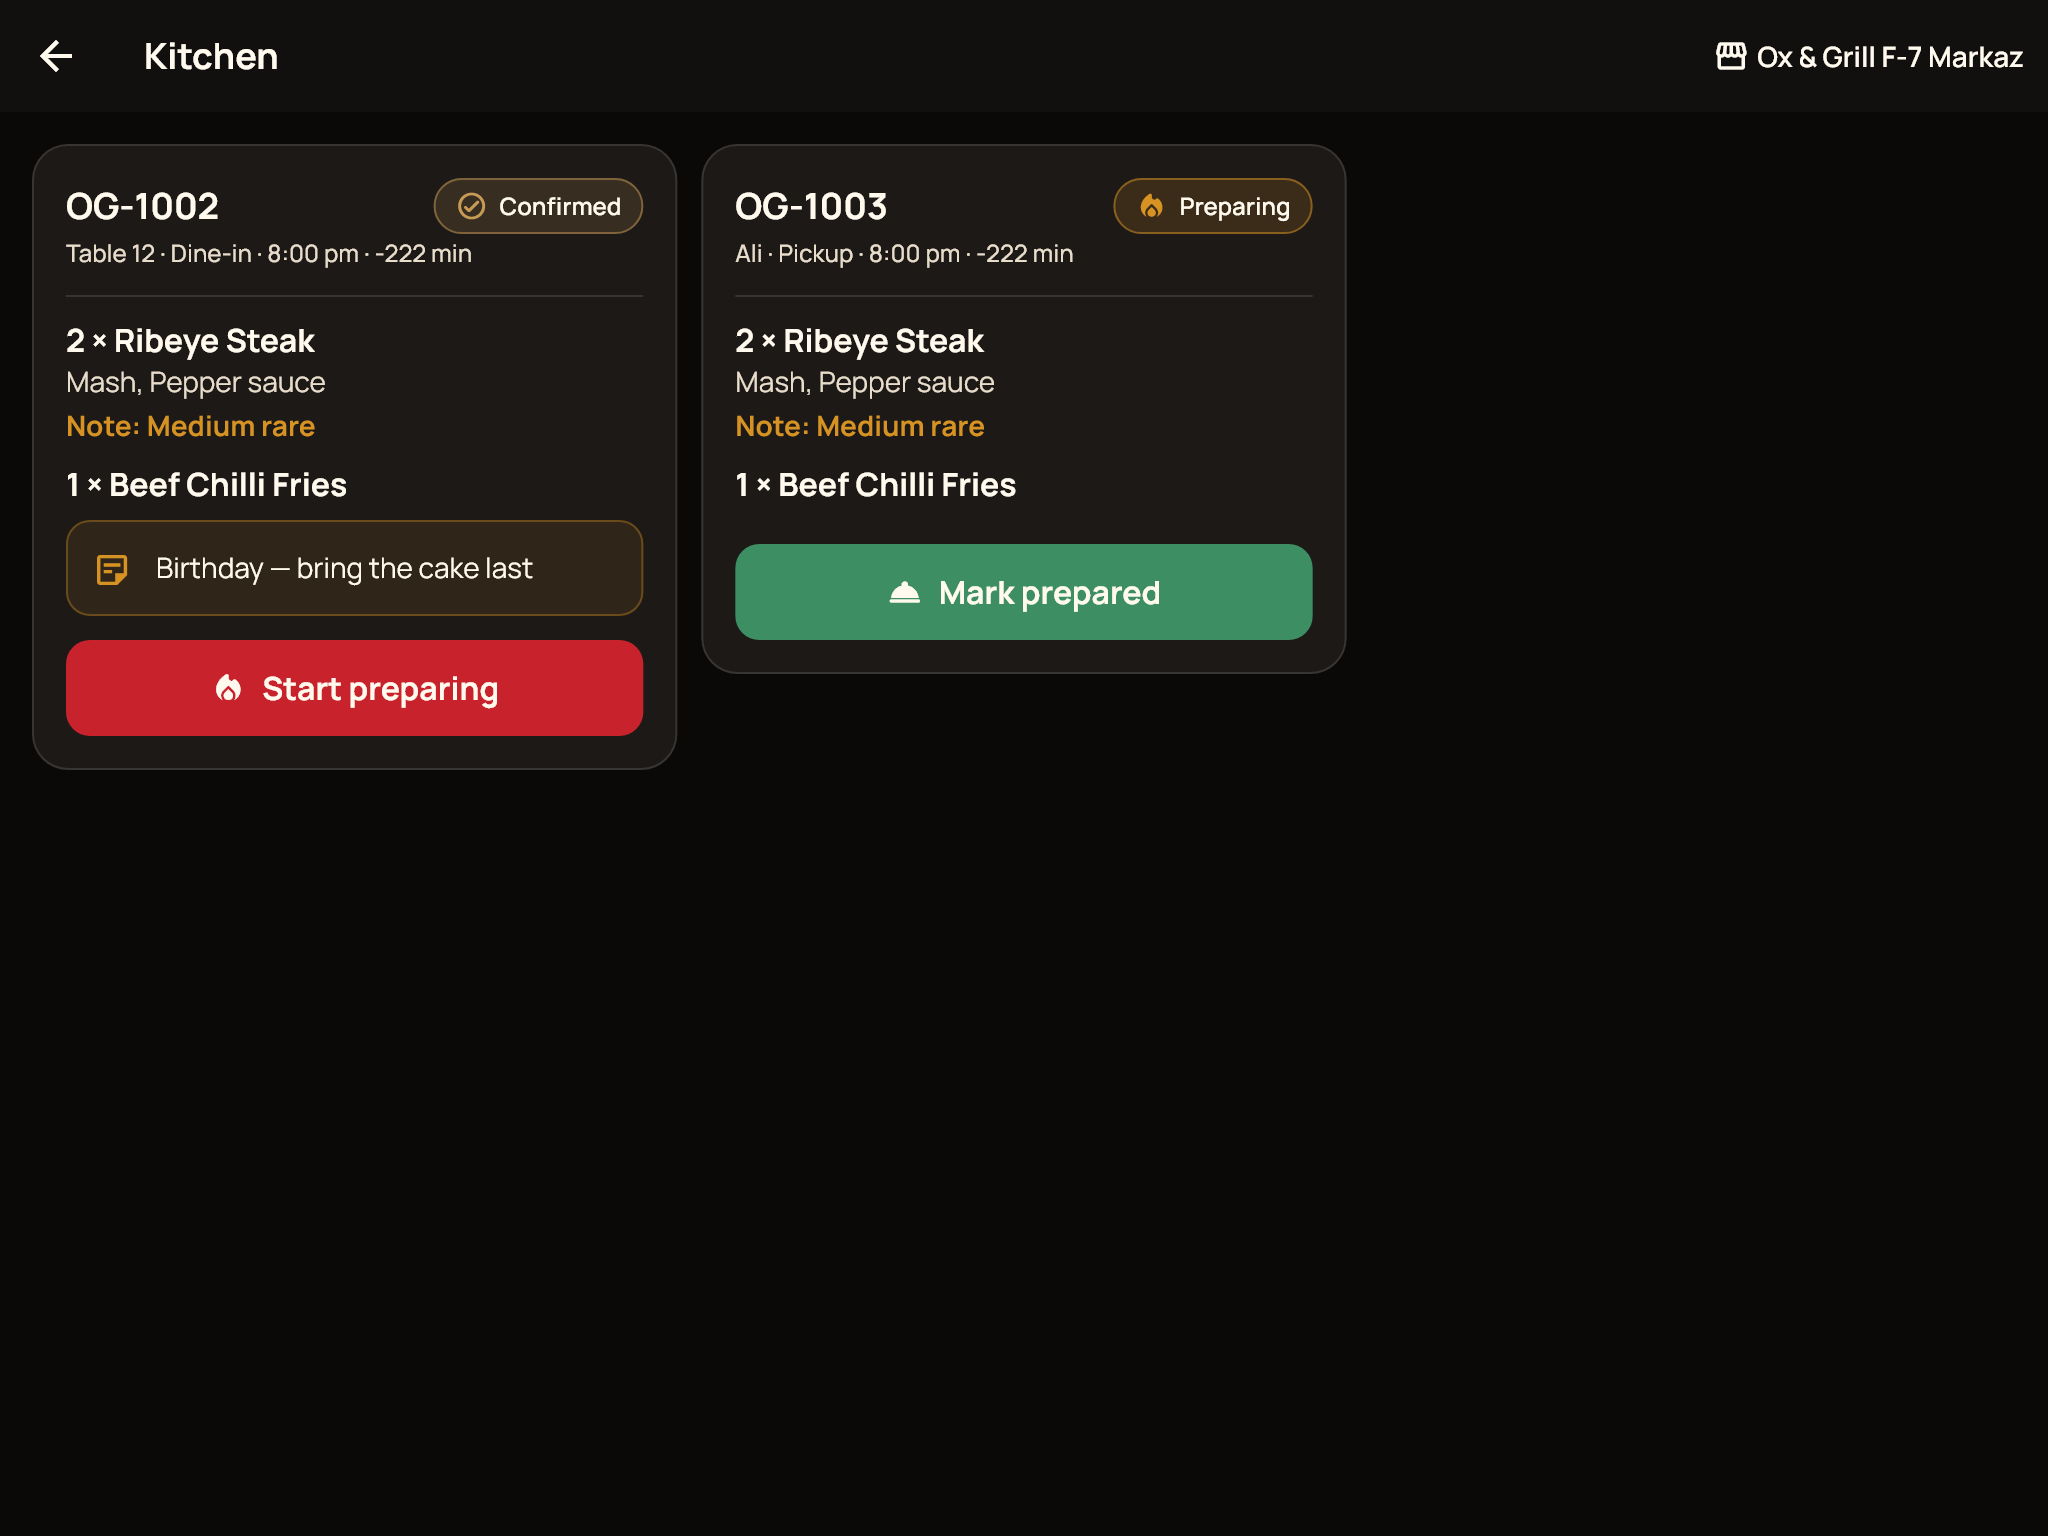 Kitchen
Ox & Grill F-7 Markaz
OG-1002
Confirmed
Table 12 · Dine-in · 8:00 pm · -222 min
2 × Ribeye Steak
Mash, Pepper sauce
Note: Medium rare
1 × Beef Chilli Fries
Birthday — bring the cake last
Start preparing
OG-1003
Preparing
Ali · Pickup · 8:00 pm · -222 min
2 × Ribeye Steak
Mash, Pepper sauce
Note: Medium rare
1 × Beef Chilli Fries
Mark prepared